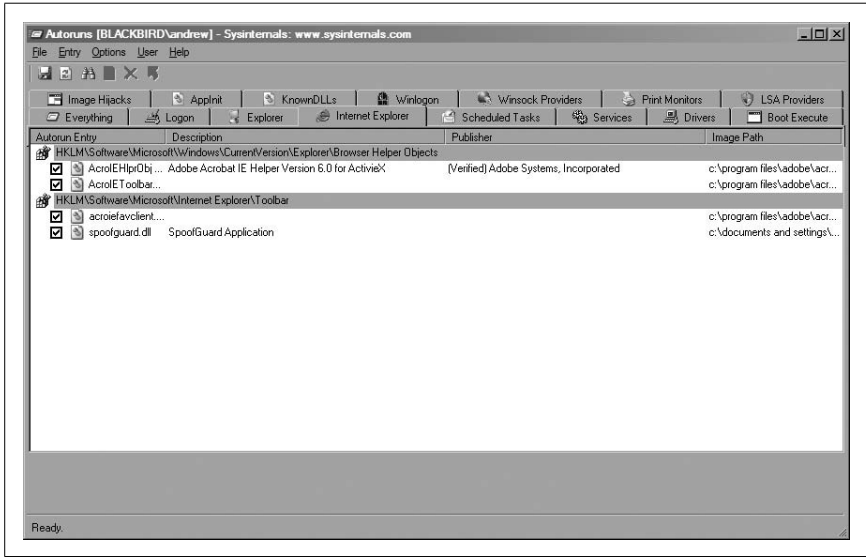 Autoruns [BLACKBIRD\andrew] - Sysinternals: www.sysinternals.com
File Entry Options User Help
Image Hijacks AppInit KnownDLLs Winlogon Winsock Providers Print Monitors LSA Providers
Everything Logon Explorer Internet Explorer Scheduled Tasks Services Drivers Boot Execute
Autorun Entry Description Publisher Image Path
HKLM\Software\Microsoft\Windows\CurrentVersion\Explorer\Browser Helper Objects
AcroIEHlprObj ... Adobe Acrobat IE Helper Version 6.0 for ActivieX (Verified) Adobe Systems, Incorporated c:\program files\adobe\acr...
AcroIEToolbar... c:\program files\adobe\acr...
HKLM\Software\Microsoft\Internet Explorer\Toolbar
acroiefavclient.... c:\program files\adobe\acr...
spoofguard.dll SpoofGuard Application c:\documents and settings\...
Ready.